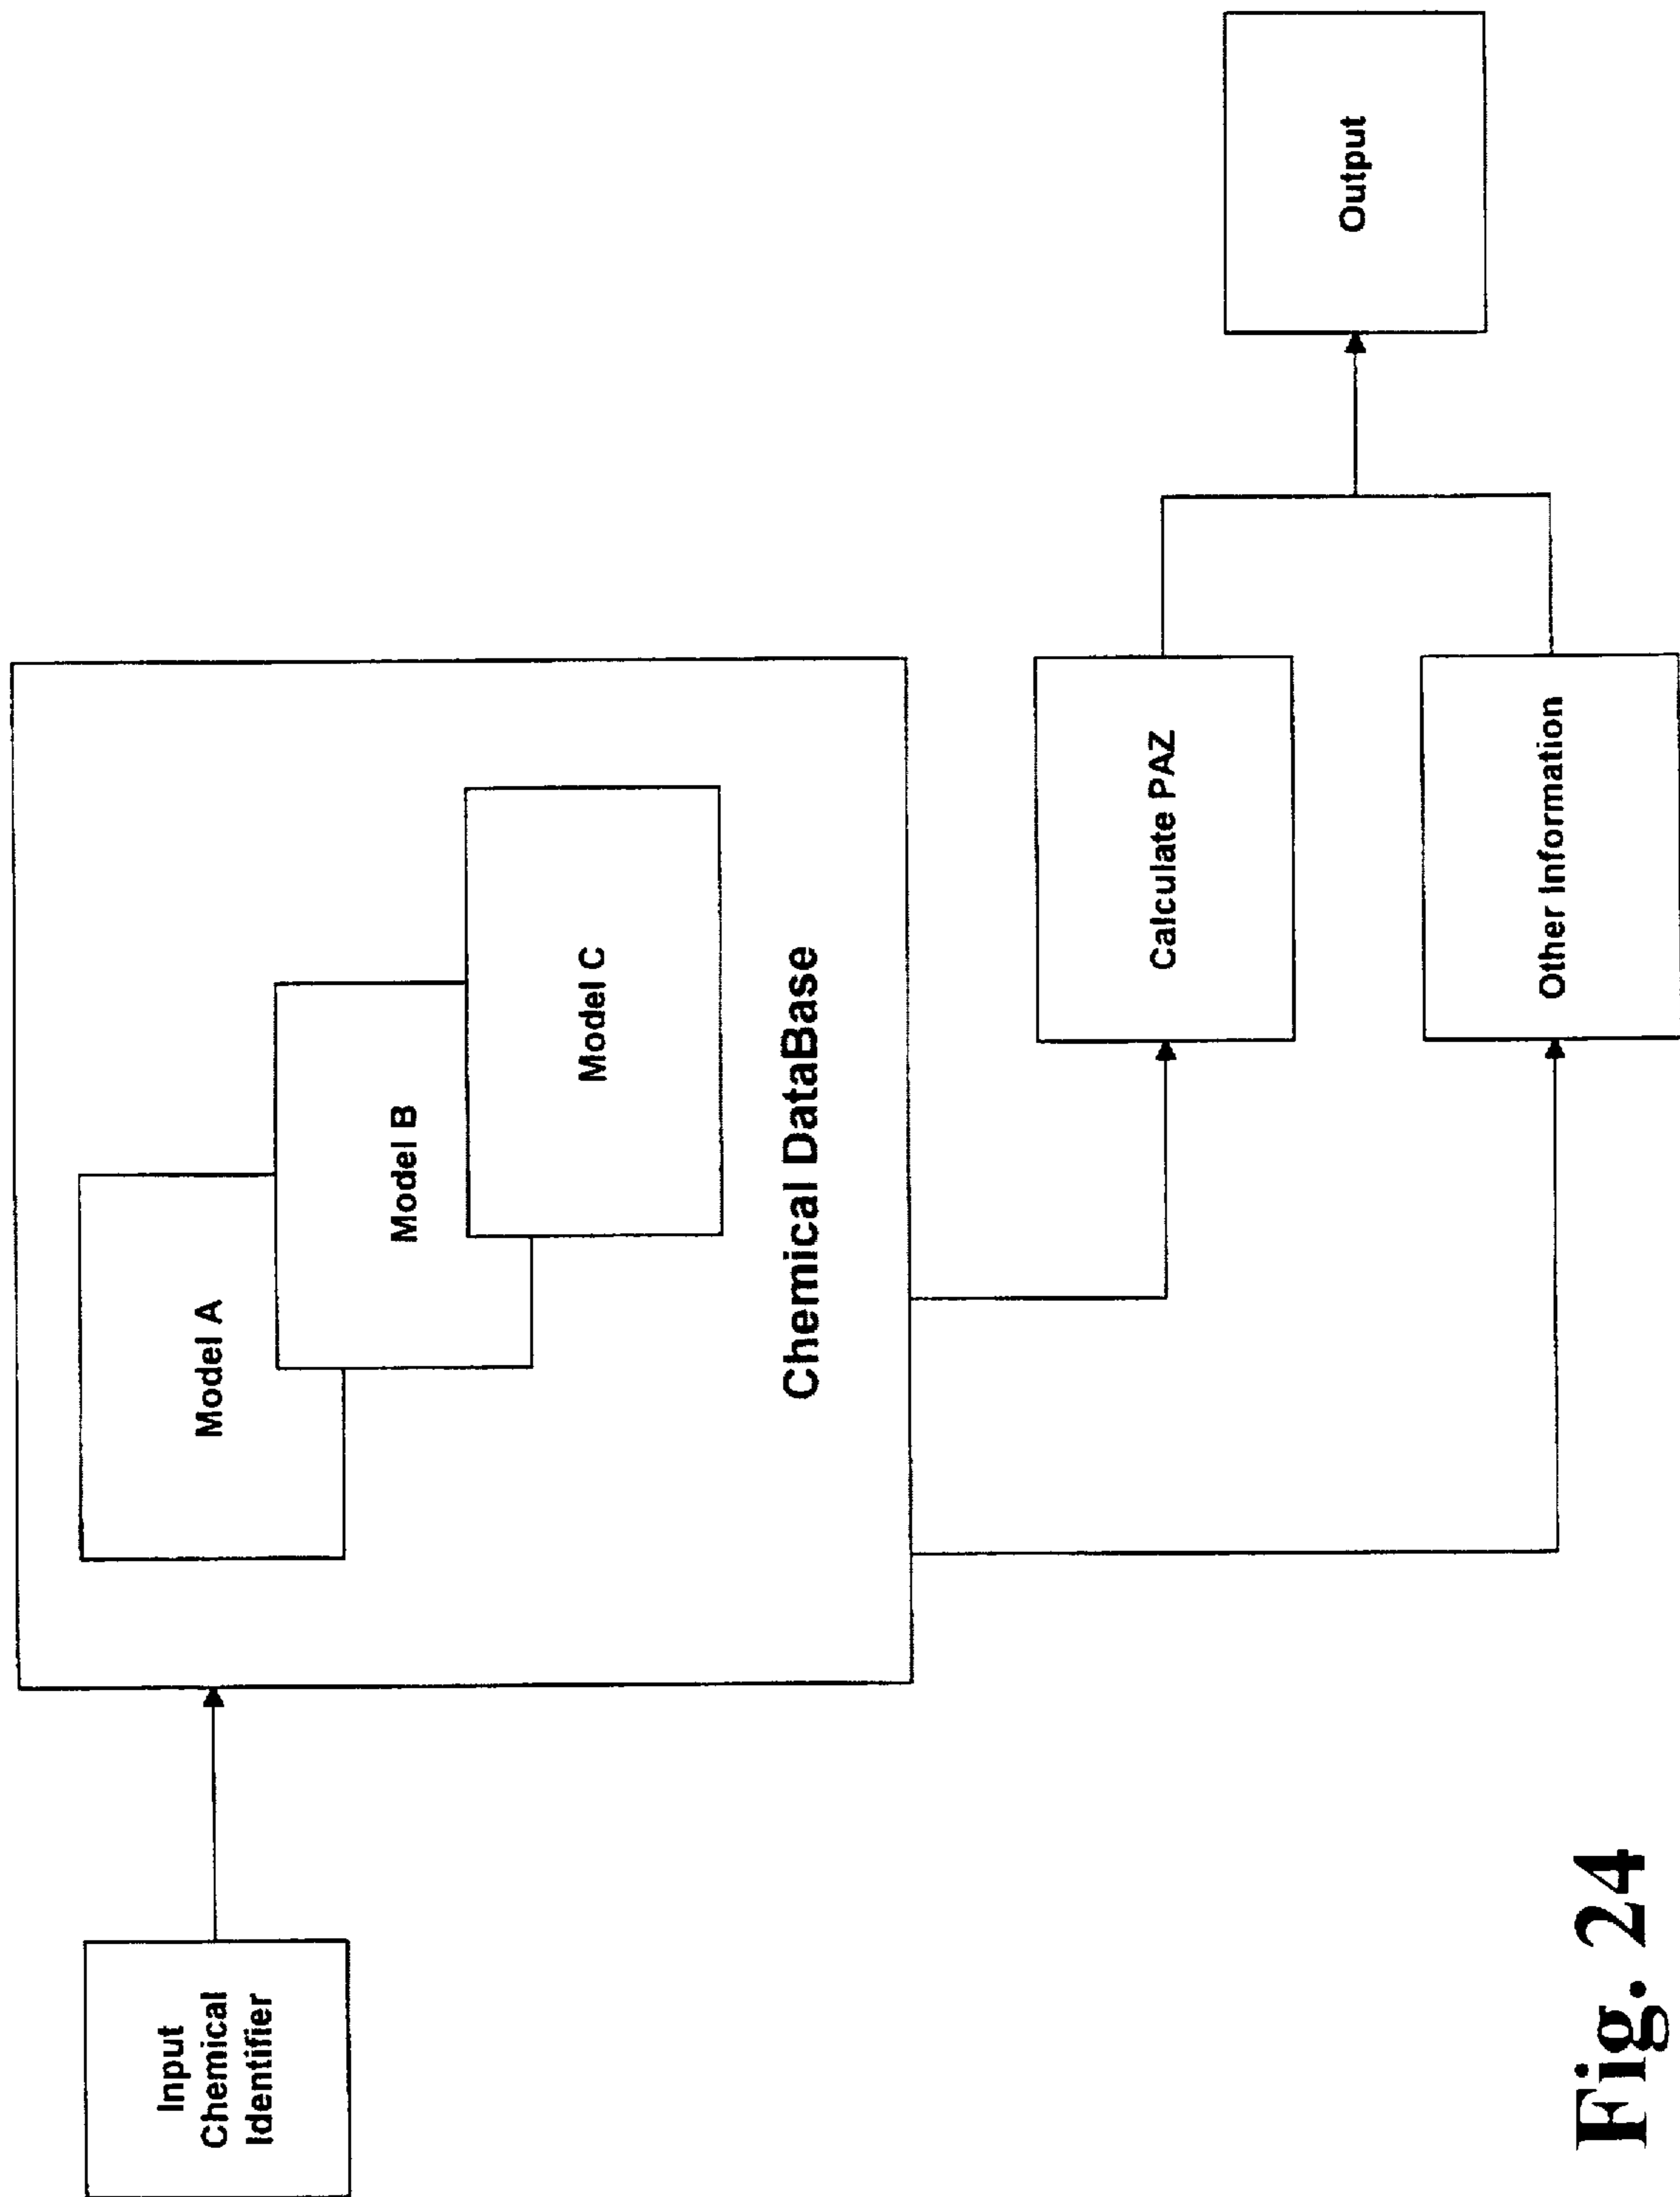 Input
Chemical
Identifier
Model A
Model B
Model C
Chemical DataBase
Calculate PAZ
Other Information
Output
Fig. 24